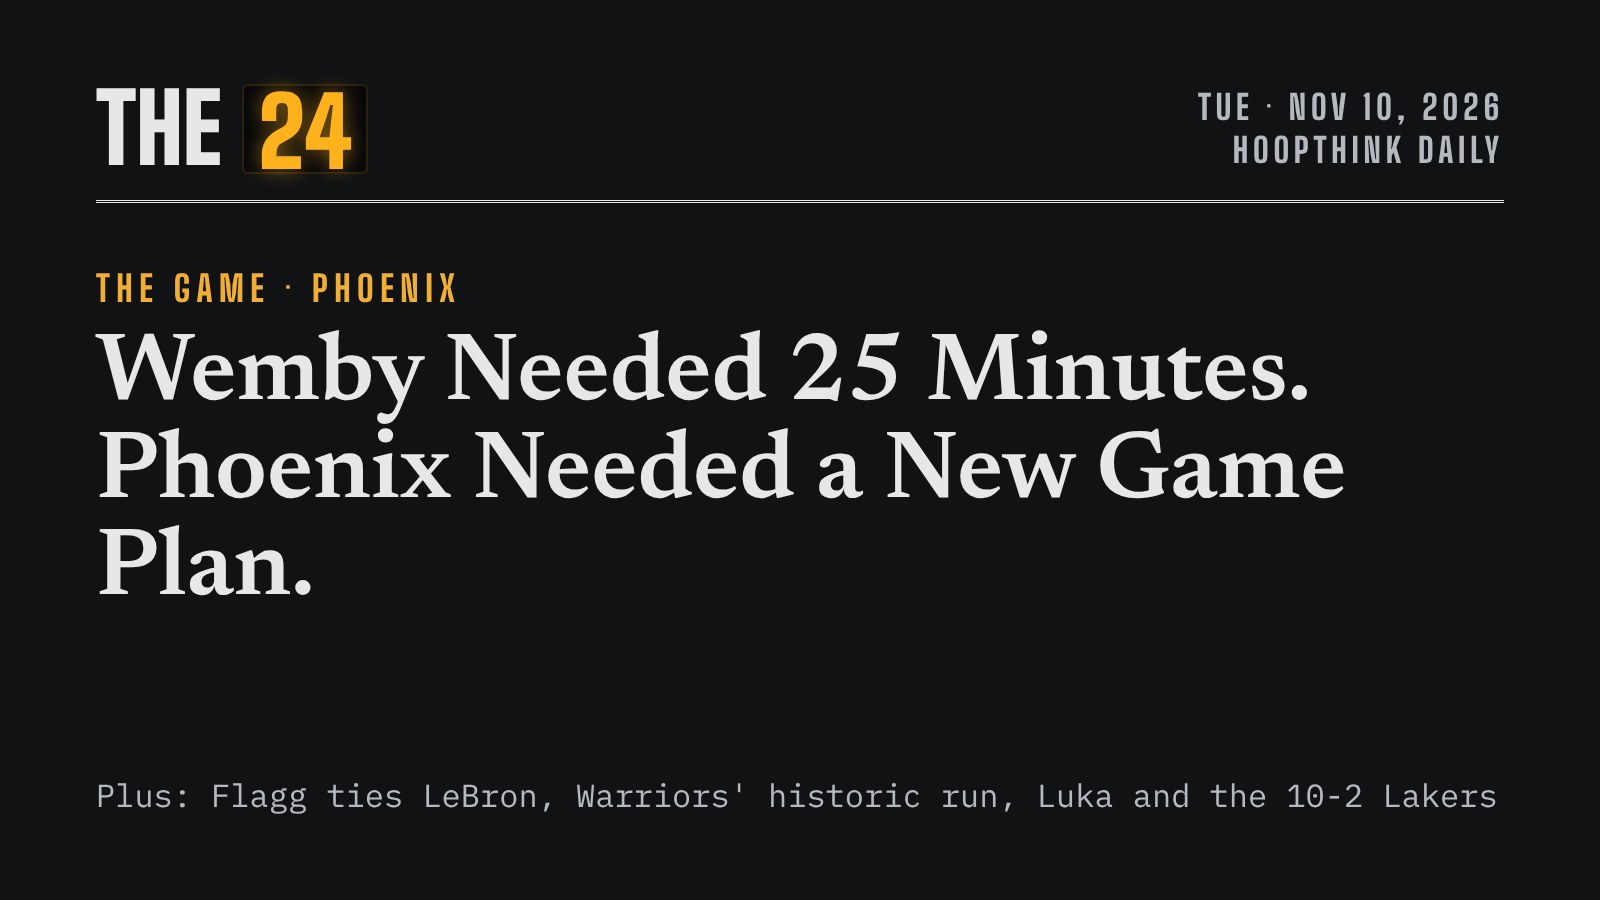 THE 24
TUE · NOV 10, 2026
HOOPTHINK DAILY
THE GAME · PHOENIX
Wemby Needed 25 Minutes.
Phoenix Needed a New Game
Plan.
Plus: Flagg ties LeBron, Warriors' historic run, Luka and the 10-2 Lakers